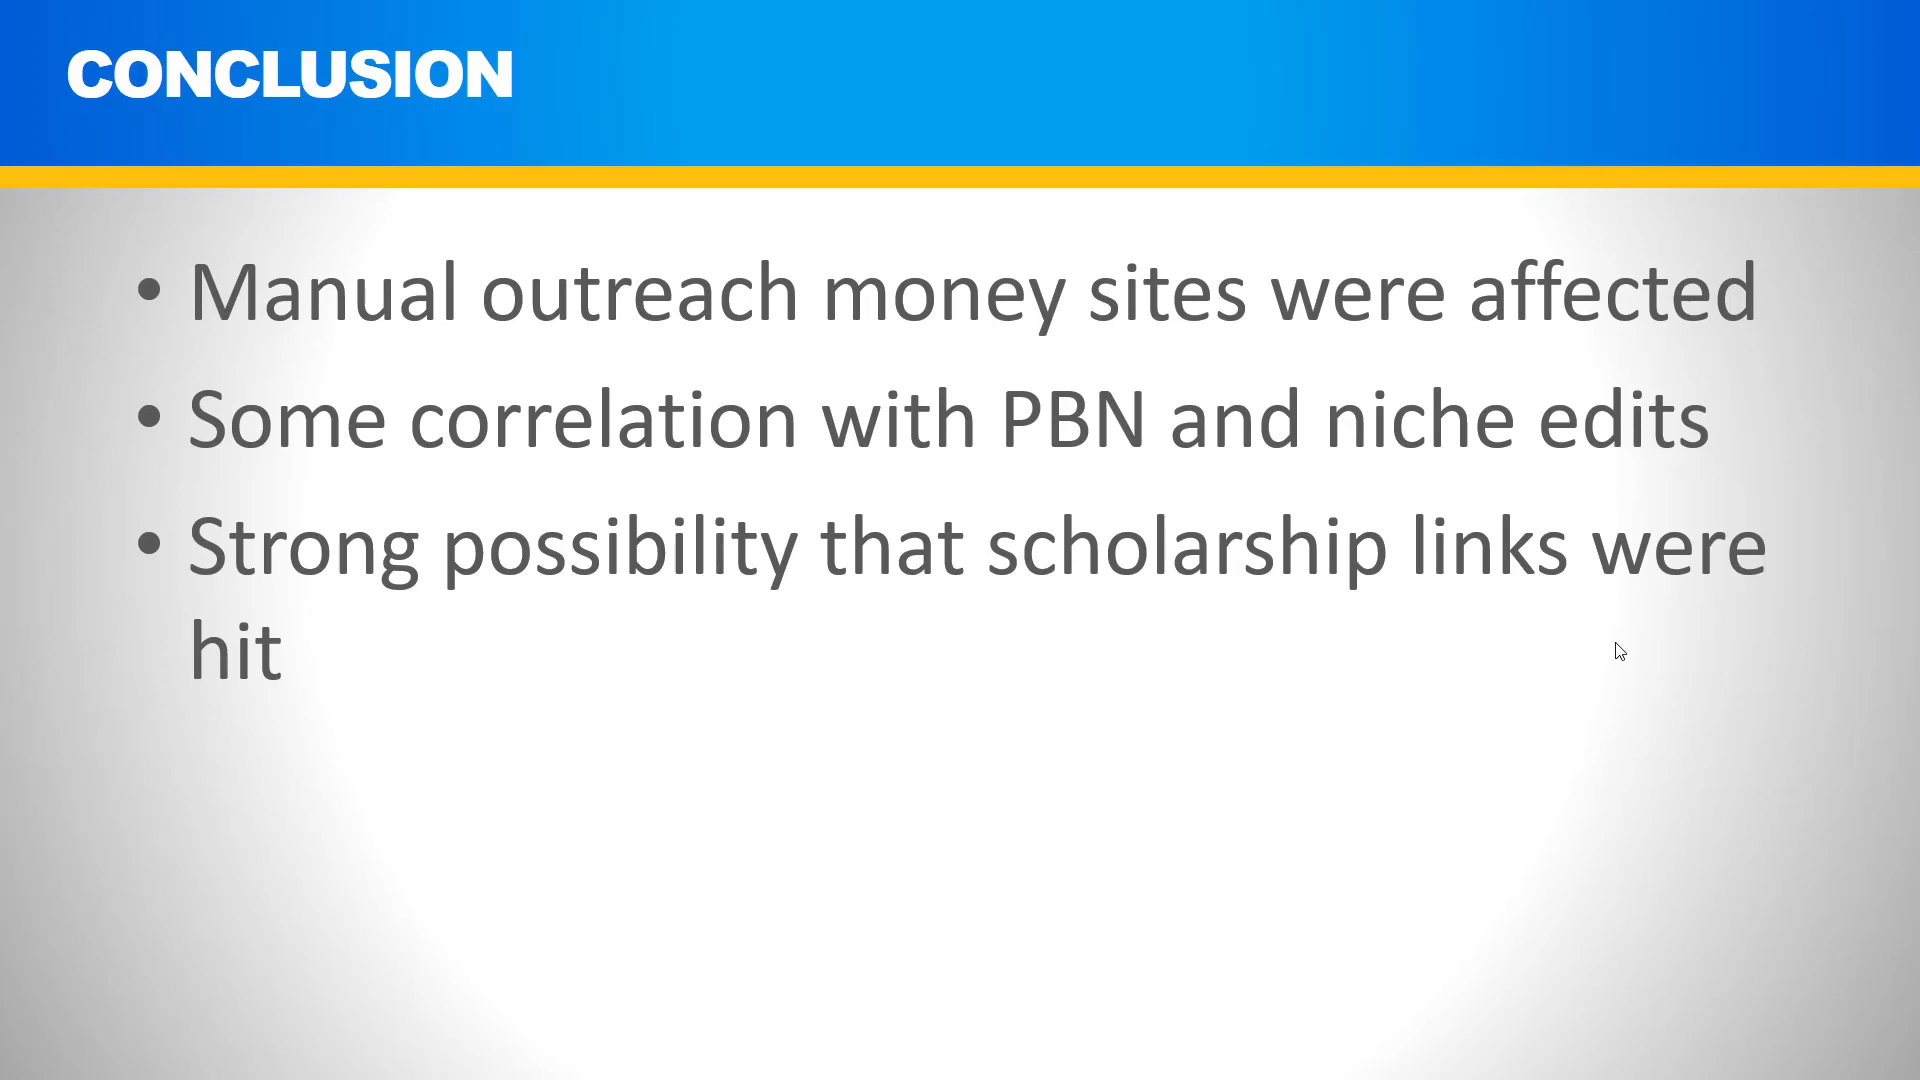 CONCLUSION
• Manual outreach money sites were affected
• Some correlation with PBN and niche edits
• Strong possibility that scholarship links were
hit